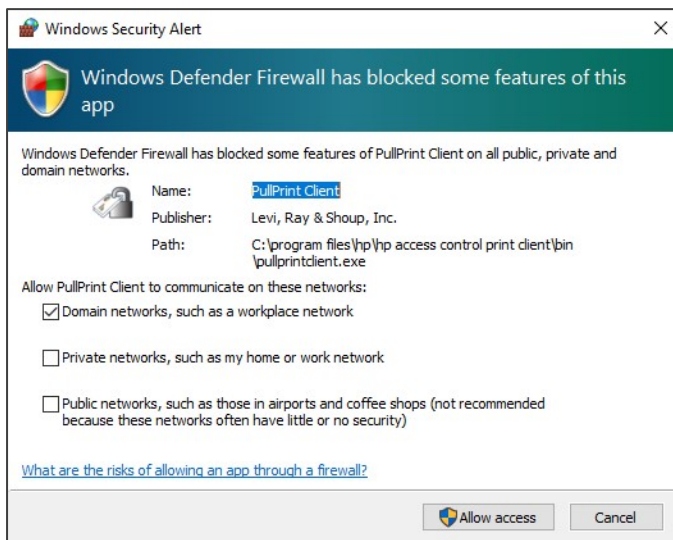 Windows Security Alert
Windows Defender Firewall has blocked some features of this
app
Windows Defender Firewall has blocked some features of PullPrint Client on all public, private and
domain networks.
Name: PullPrint Client
Publisher: Levi, Ray & Shoup, Inc.
Path: C:\program files\hp\hp access control print client\bin
\pullprintclient.exe
Allow PullPrint Client to communicate on these networks:
Domain networks, such as a workplace network
Private networks, such as my home or work network
Public networks, such as those in airports and coffee shops (not recommended
because these networks often have little or no security)
What are the risks of allowing an app through a firewall?
Allow access Cancel